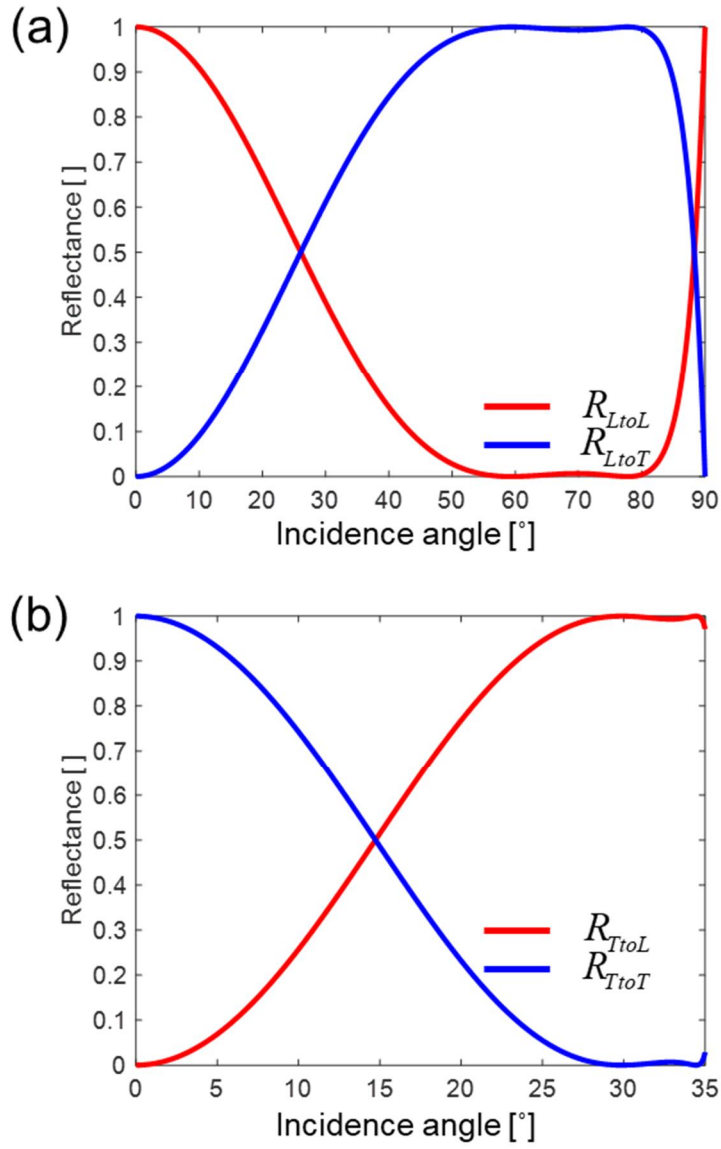 (a)
1
0.9
0.8
0.7
0.6
0.5
0.4
0.3
0.2
0.1
0
Reflectance [ ]
R_LtoL
R_LtoT
0 10 20 30 40 50 60 70 80 90
Incidence angle [°]
(b)
1
0.9
0.8
0.7
0.6
0.5
0.4
0.3
0.2
0.1
0
Reflectance [ ]
R_TtoL
R_TtoT
0 5 10 15 20 25 30 35
Incidence angle [°]